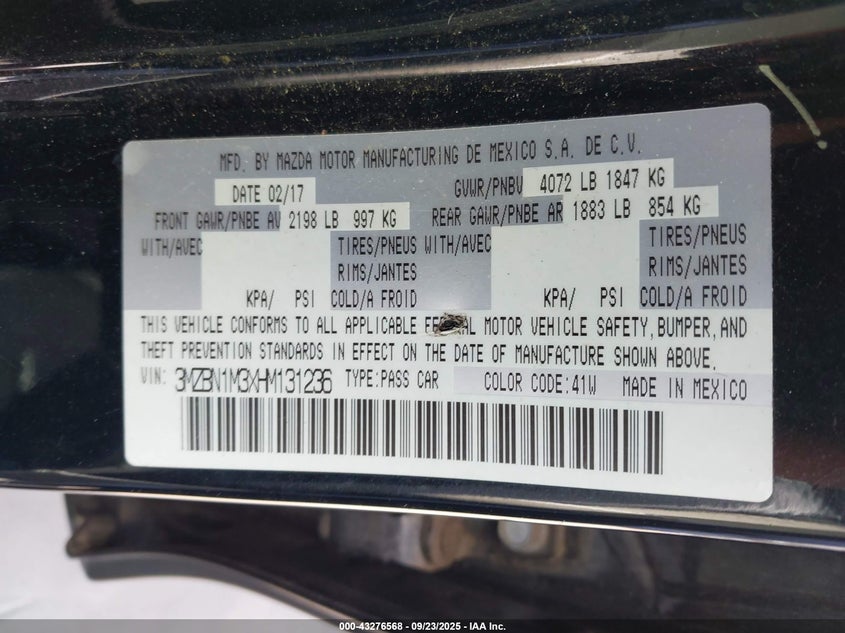 MFD. BY MAZDA MOTOR MANUFACTURING DE MEXICO S.A. DE C.V.
DATE 02/17 GVWR/PNBV 4072 LB 1847 KG
FRONT GAWR/PNBE AV 2198 LB 997 KG REAR GAWR/PNBE AR 1883 LB 854 KG
WITH/AVEC TIRES/PNEUS WITH/AVEC TIRES/PNEUS
RIMS/JANTES RIMS/JANTES
KPA/ PSI COLD/A FROID KPA/ PSI COLD/A FROID
THIS VEHICLE CONFORMS TO ALL APPLICABLE FEDERAL MOTOR VEHICLE SAFETY, BUMPER, AND
THEFT PREVENTION STANDARDS IN EFFECT ON THE DATE OF MANUFACTURE SHOWN ABOVE.
VIN: 3MZBN1M3XHM131236 TYPE:PASS CAR COLOR CODE:41W MADE IN MEXICO
000-43276568 - 09/23/2025 - IAA Inc.